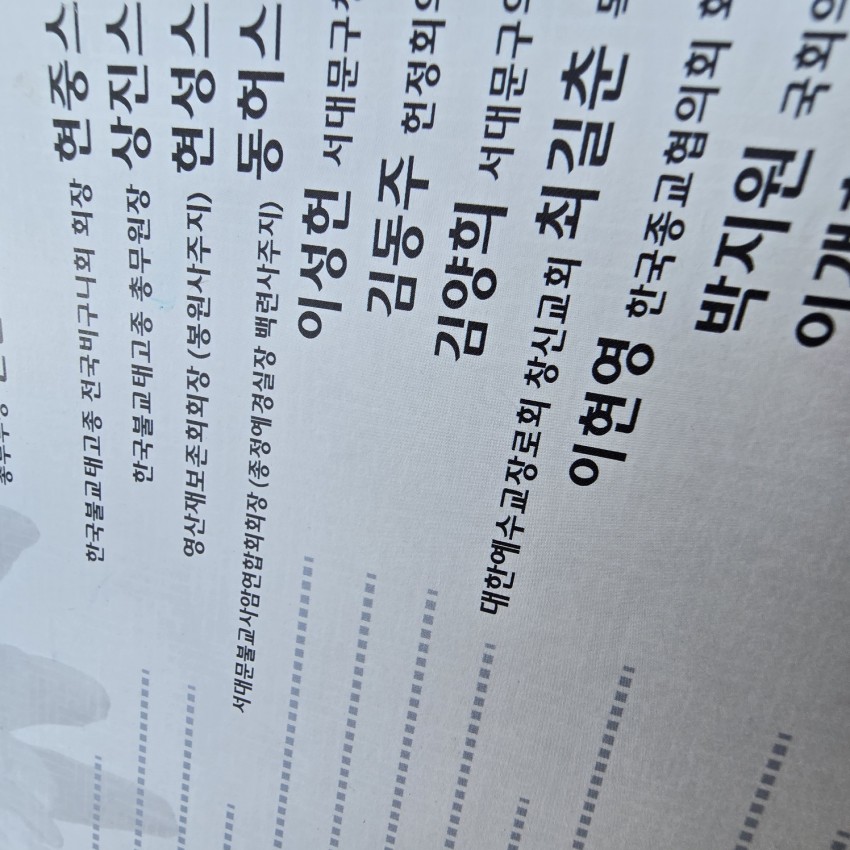 한국불교태고종 전국비구니회 회장 현중스
한국불교태고종 총무원장 상진스
영산재보존회회장 (봉원사주지) 현성스
서대문불교사암연합회회장 (종정예경실장 백련사주지) 동허스
이성헌 서대문구청
김동주 헌정회의
김양희 서대문구의
대한예수교장로회 창신교회 최길춘 목
이현영 한국종교협의회 회
박지원 국회의